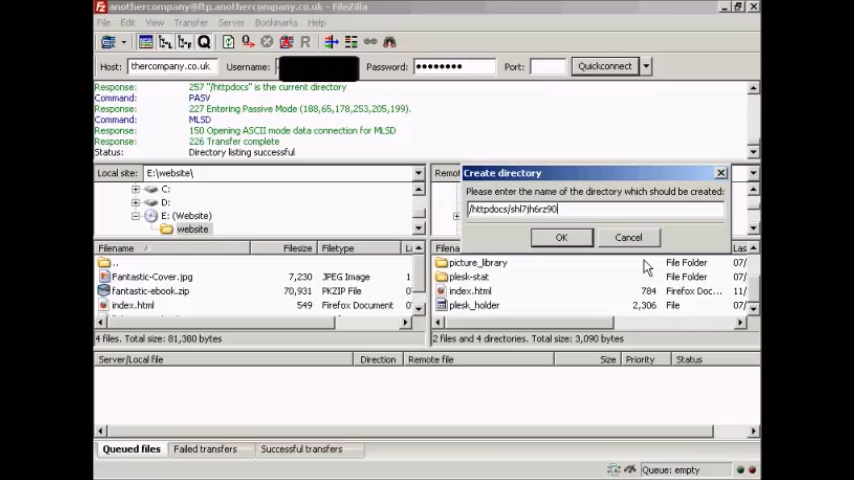 anothercompany@ftp.anothercompany.co.uk - FileZilla
File Edit View Transfer Server Bookmarks Help
Host: thercompany.co.uk Username: Password: ●●●●●●●● Port: Quickconnect
Response: 257 "/httpdocs" is the current directory
Command: PASV
Response: 227 Entering Passive Mode (188,65,178,253,205,199).
Command: MLSD
Response: 150 Opening ASCII mode data connection for MLSD
Response: 226 Transfer complete
Status: Directory listing successful
Local site: E:\website\
C:
D:
E: (Website)
website
Remot
Create directory
Please enter the name of the directory which should be created:
/httpdocs/shl7jh6rz90
OK Cancel
Filename Filesize Filetype L
..
Fantastic-Cover.jpg 7,230 JPEG Image
fantastic-ebook.zip 70,931 PKZIP File
index.html 549 Firefox Document
4 files. Total size: 81,380 bytes
Filename Las
picture_library File Folder 07/
plesk-stat File Folder 07/
index.html 784 Firefox Doc... 11/
plesk_holder 2,306 File 07/
2 files and 4 directories. Total size: 3,090 bytes
Server/Local file Direction Remote file Size Priority Status
Queued files Failed transfers Successful transfers
Queue: empty